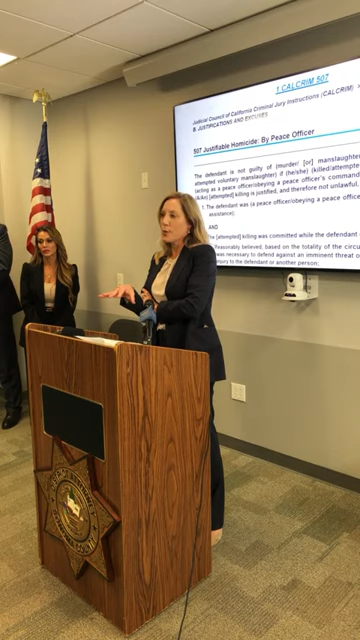 1 CALCRIM 507
Judicial Council of California Criminal Jury Instructions (CALCRIM) >
B. JUSTIFICATIONS AND EXCUSES
507 Justifiable Homicide: By Peace Officer
The defendant is not guilty of (murder/ [or] manslaughter
attempted voluntary manslaughter) if (he/she) (killed/attempted
(acting as a peace officer/obeying a peace officer's command
(A/An) [attempted] killing is justified, and therefore not unlawful,
1. The defendant was (a peace officer/obeying a peace
assistance);
AND
The [attempted] killing was committed while the defendant
Reasonably believed, based on the totality of the
was necessary to defend against an imminent threat of
to the defendant or another person;